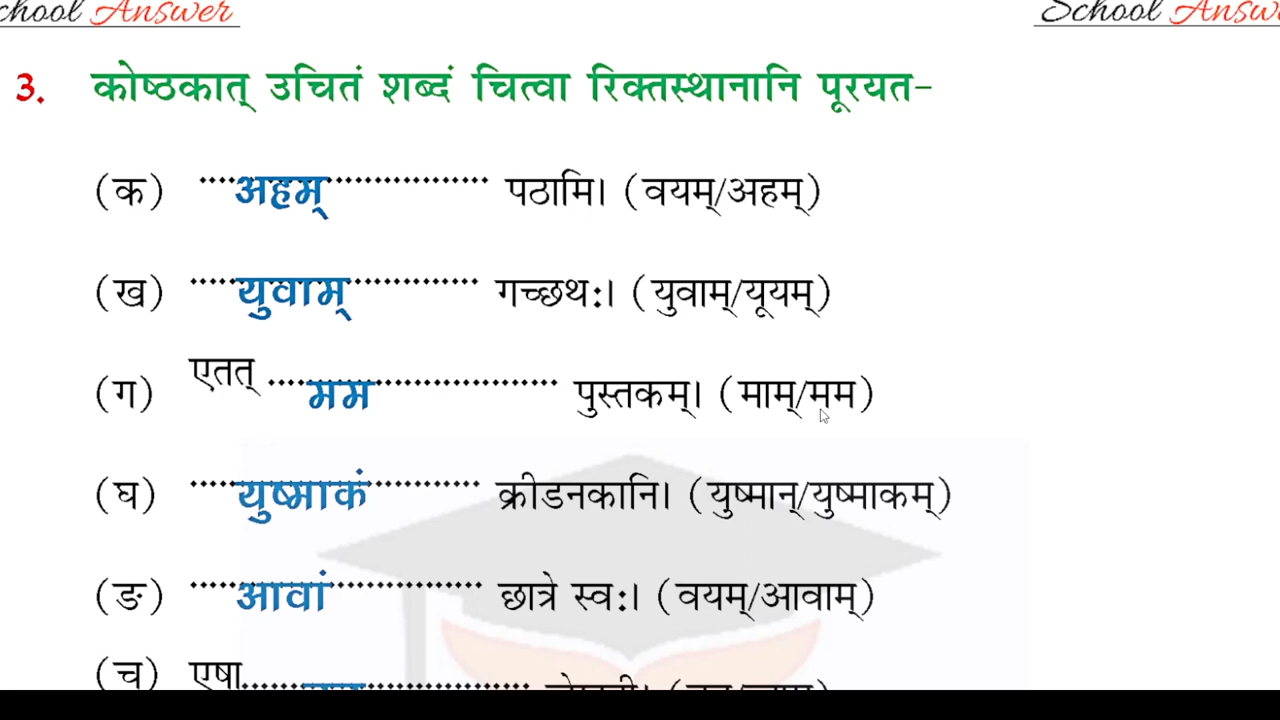 chool Answer School Answ
3. कोष्ठकात् उचितं शब्दं चित्वा रिक्तस्थानानि पूरयत-
(क) अहम् पठामि। (वयम्/अहम्)
(ख) युवाम् गच्छथः। (युवाम्/यूयम्)
(ग) एतत् मम पुस्तकम्। (माम्/मम)
(घ) युष्माकं क्रीडनकानि। (युष्मान्/युष्माकम्)
(ङ) आवां छात्रे स्वः। (वयम्/आवाम्)
(च) एषा